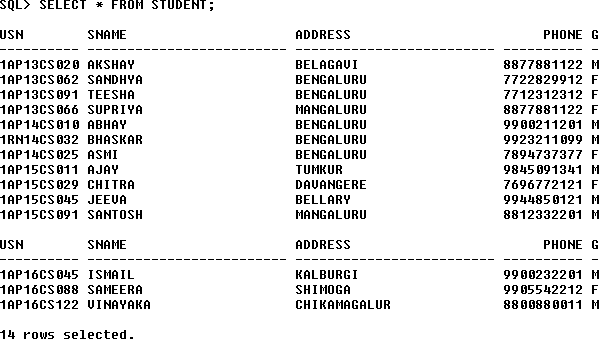 SQL> SELECT * FROM STUDENT;
USN SNAME ADDRESS PHONE G
---------- ------------------------- ------------------------- ---------- -
1AP13CS020 AKSHAY BELAGAVI 8877881122 M
1AP13CS062 SANDHYA BENGALURU 7722829912 F
1AP13CS091 TEESHA BENGALURU 7712312312 F
1AP13CS066 SUPRIYA MANGALURU 8877881122 F
1AP14CS010 ABHAY BENGALURU 9900211201 M
1RN14CS032 BHASKAR BENGALURU 9923211099 M
1AP14CS025 ASMI BENGALURU 7894737377 F
1AP15CS011 AJAY TUMKUR 9845091341 M
1AP15CS029 CHITRA DAVANGERE 7696772121 F
1AP15CS045 JEEVA BELLARY 9944850121 M
1AP15CS091 SANTOSH MANGALURU 8812332201 M
USN SNAME ADDRESS PHONE G
---------- ------------------------- ------------------------- ---------- -
1AP16CS045 ISMAIL KALBURGI 9900232201 M
1AP16CS088 SAMEERA SHIMOGA 9905542212 F
1AP16CS122 VINAYAKA CHIKAMAGALUR 8800880011 M
14 rows selected.